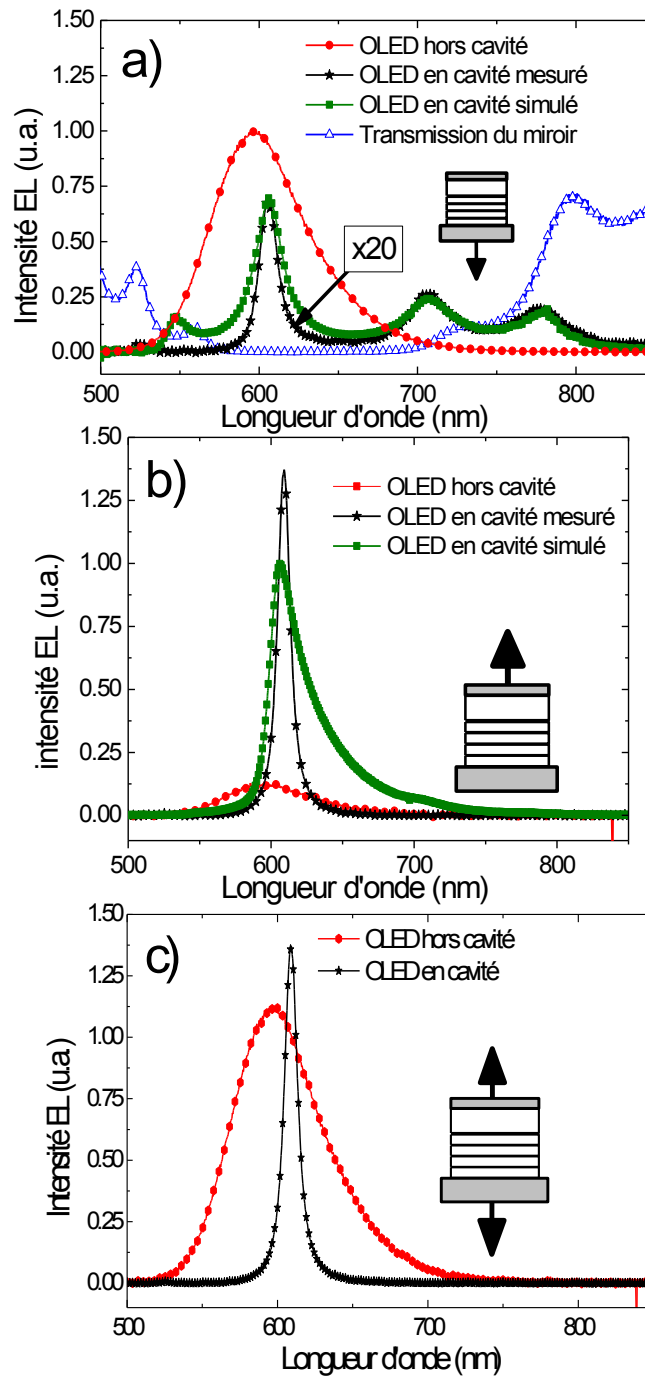 1.50
a)
OLED hors cavité
OLED en cavité mesuré
1.25
OLED en cavité simulé
Transmission du miroir
1.00
0.75
x20
0.50
0.25
0.00
500 600 700 800
Intensité EL (u.a.)
Longueur d'onde (nm)
1.50
b)
OLED hors cavité
1.25
OLED en cavité mesuré
OLED en cavité simulé
1.00
0.75
0.50
0.25
0.00
500 600 700 800
intensité EL (u.a.)
Longueur d'onde (nm)
1.50
c)
OLED hors cavité
OLED en cavité
1.25
1.00
0.75
0.50
0.25
0.00
500 600 700 800
Intensité EL (u.a.)
Longueur d'onde (nm)